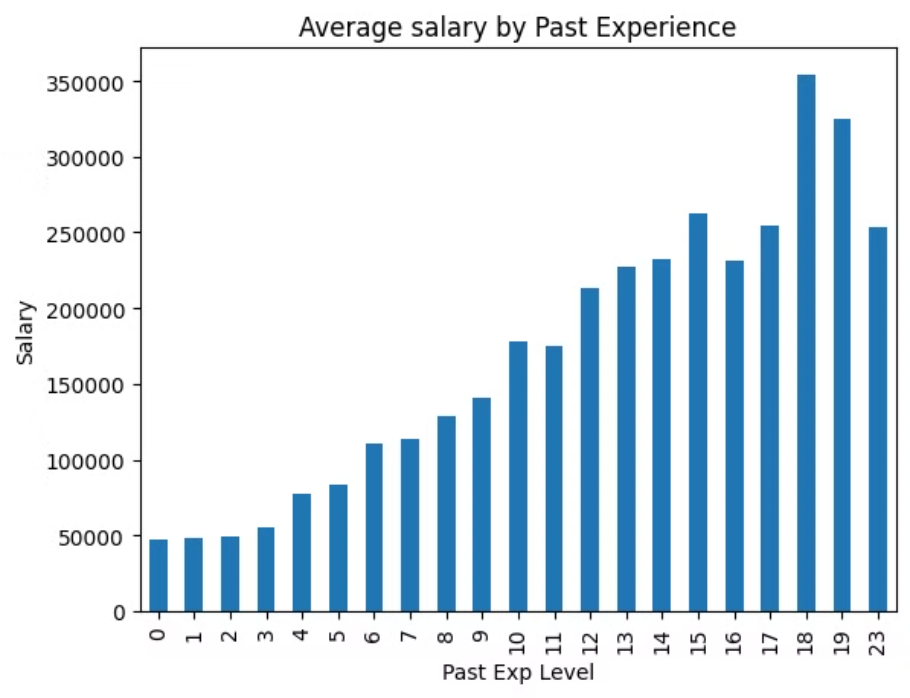 Average salary by Past Experience
350000
300000
250000
200000
150000
100000
50000
0
Salary
0 1 2 3 4 5 6 7 8 9 10 11 12 13 14 15 16 17 18 19 23
Past Exp Level